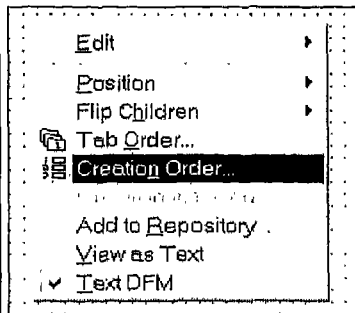 Edit
Position
Flip Children
Tab Order...
Creation Order...
Add to Repository .
View as Text
Text DFM